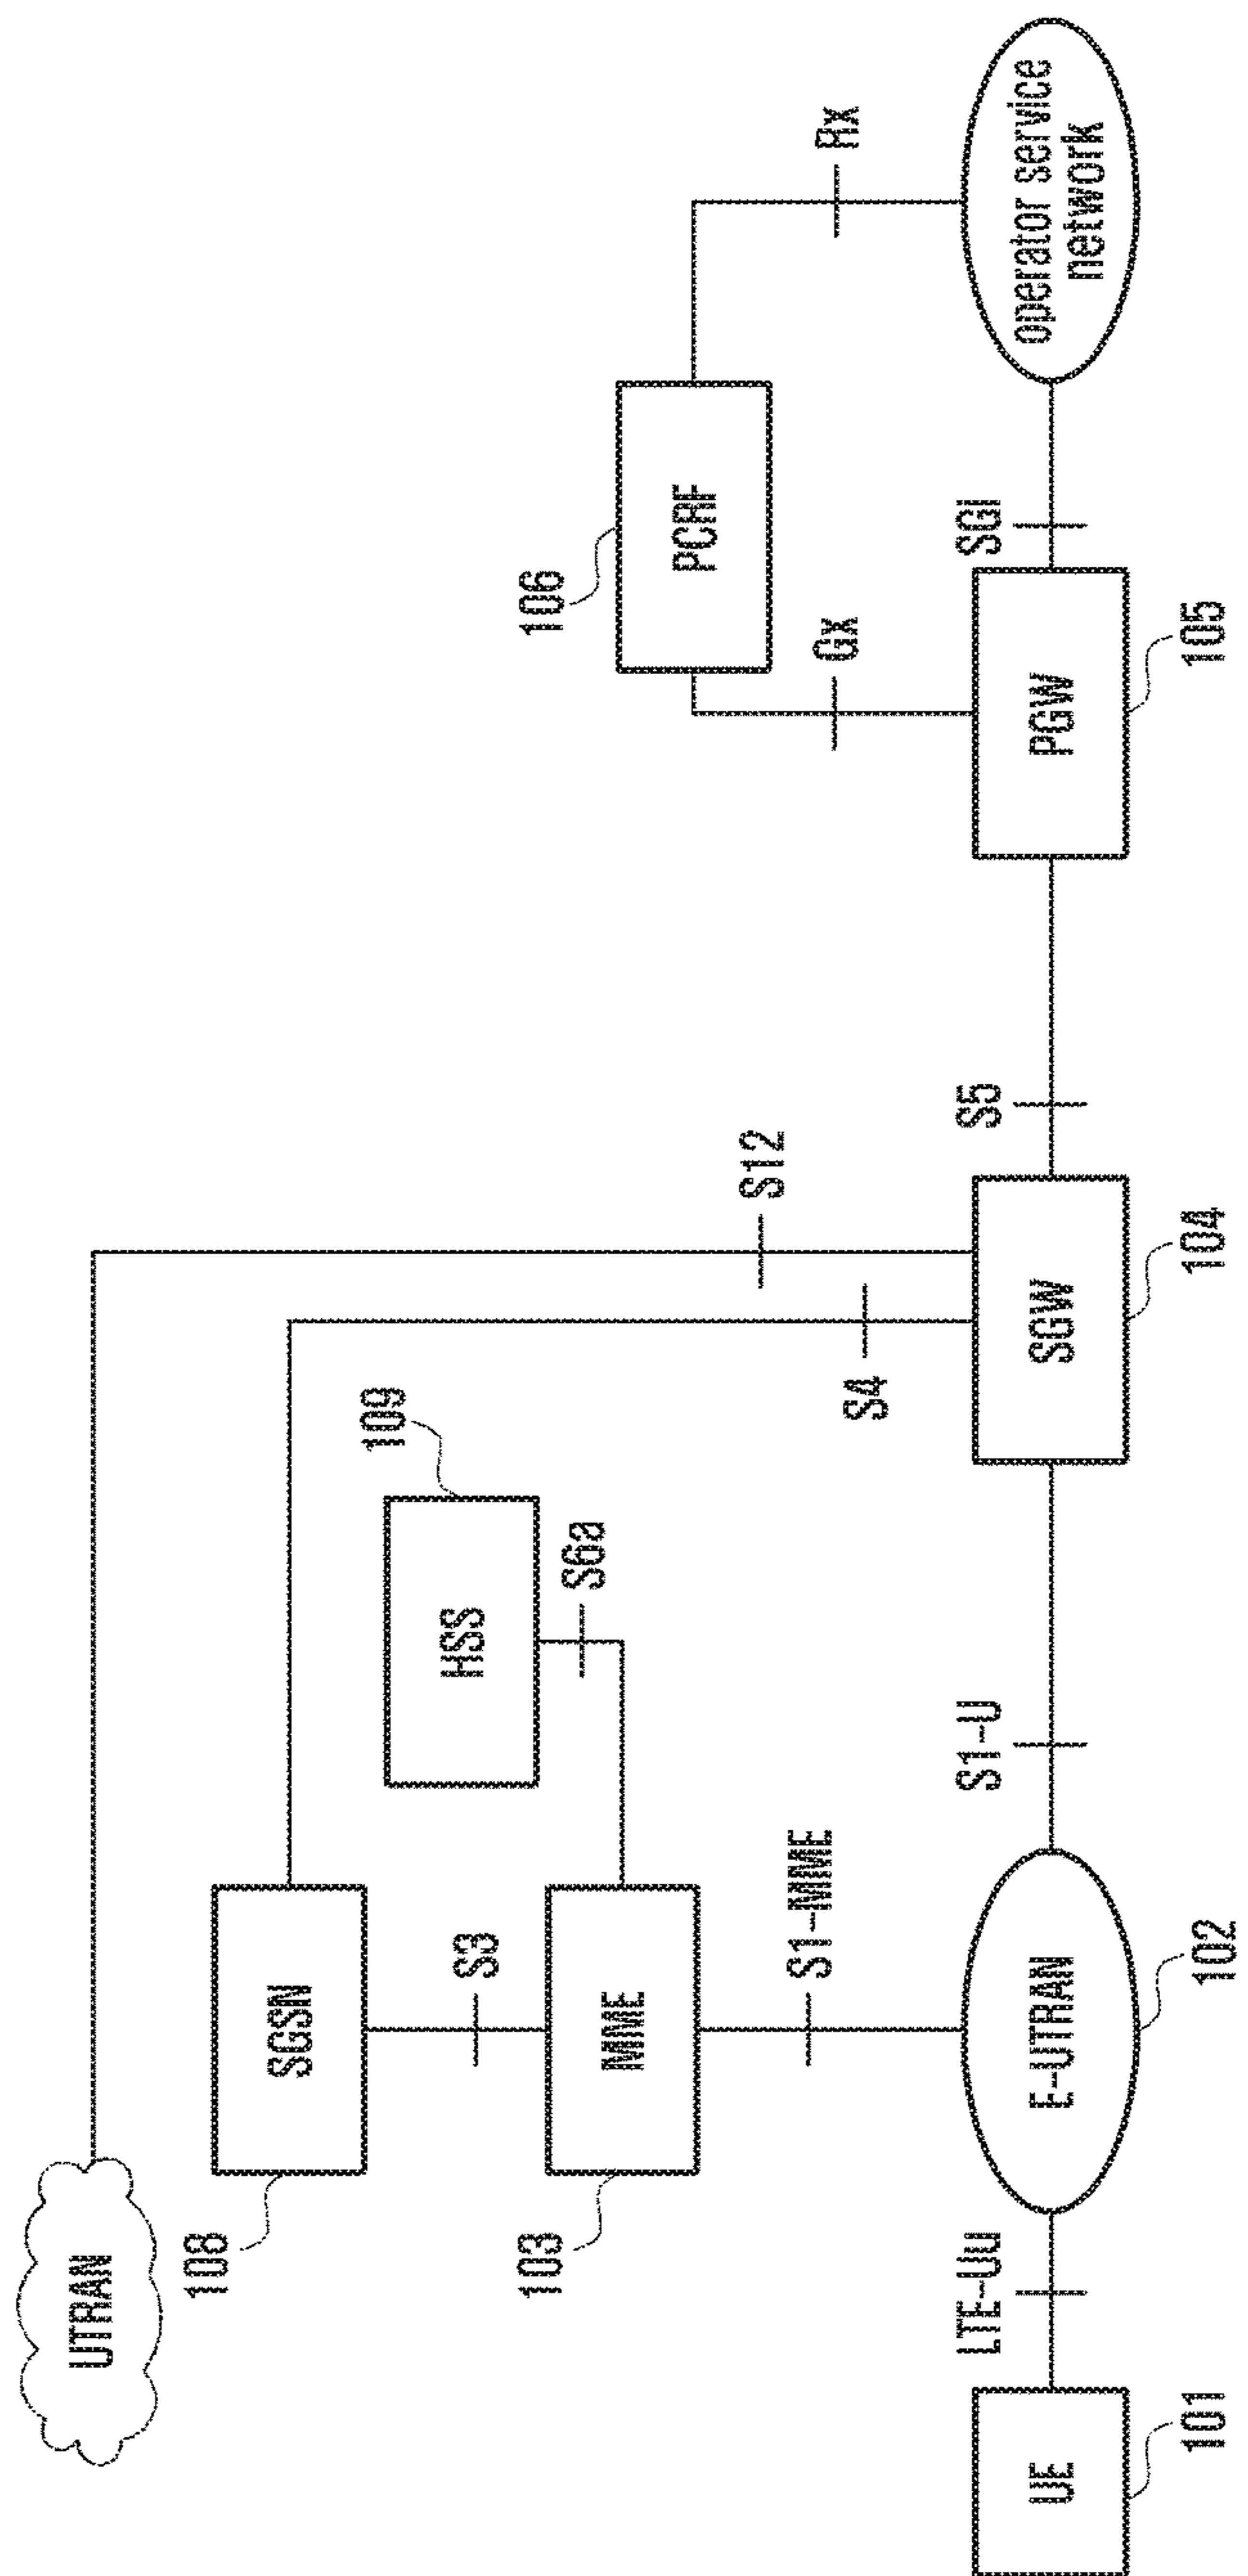 UTRAN
108
SGSN
S3
103
MME
HSS
109
S6a
S12
S4
S1-MME
106
PCRF
Gx
Rx
UE
101
LTE-Uu
E-UTRAN
102
S1-U
SGW
104
S5
PGW
105
SGI
operator service
network